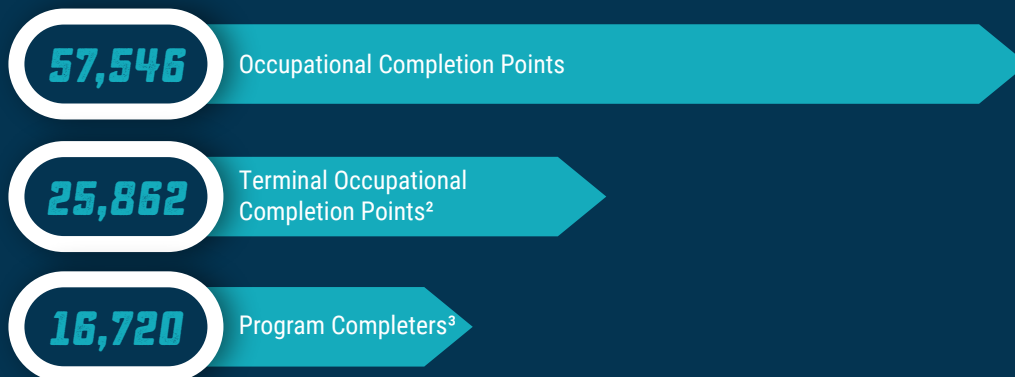 57,546
Occupational Completion Points
25,862
Terminal Occupational
Completion Points²
16,720
Program Completers³